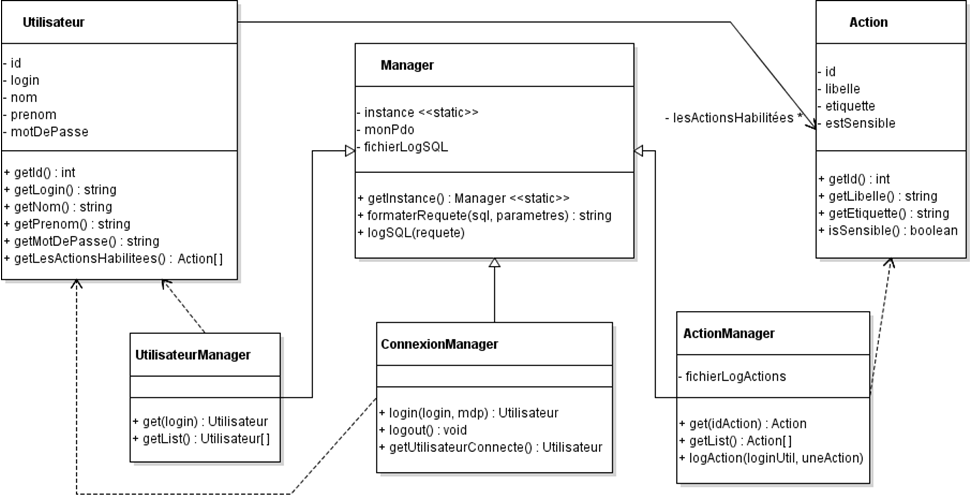 Utilisateur
- id
- login
- nom
- prenom
- motDePasse
+ getId() : int
+ getLogin() : string
+ getNom() : string
+ getPrenom() : string
+ getMotDePasse() : string
+ getLesActionsHabilitees() : Action[]
Manager
- instance <<static>>
- monPdo
- fichierLogSQL
+ getInstance() : Manager <<static>>
+ formaterRequete(sql, parametres) : string
+ logSQL(requete)
- lesActionsHabilitées *
Action
- id
- libelle
- etiquette
- estSensible
+ getId() : int
+ getLibelle() : string
+ getEtiquette() : string
+ isSensible() : boolean
UtilisateurManager
+ get(login) : Utilisateur
+ getList() : Utilisateur[]
ConnexionManager
+ login(login, mdp) : Utilisateur
+ logout() : void
+ getUtilisateurConnecte() : Utilisateur
ActionManager
- fichierLogActions
+ get(idAction) : Action
+ getList() : Action[]
+ logAction(loginUtil, uneAction)